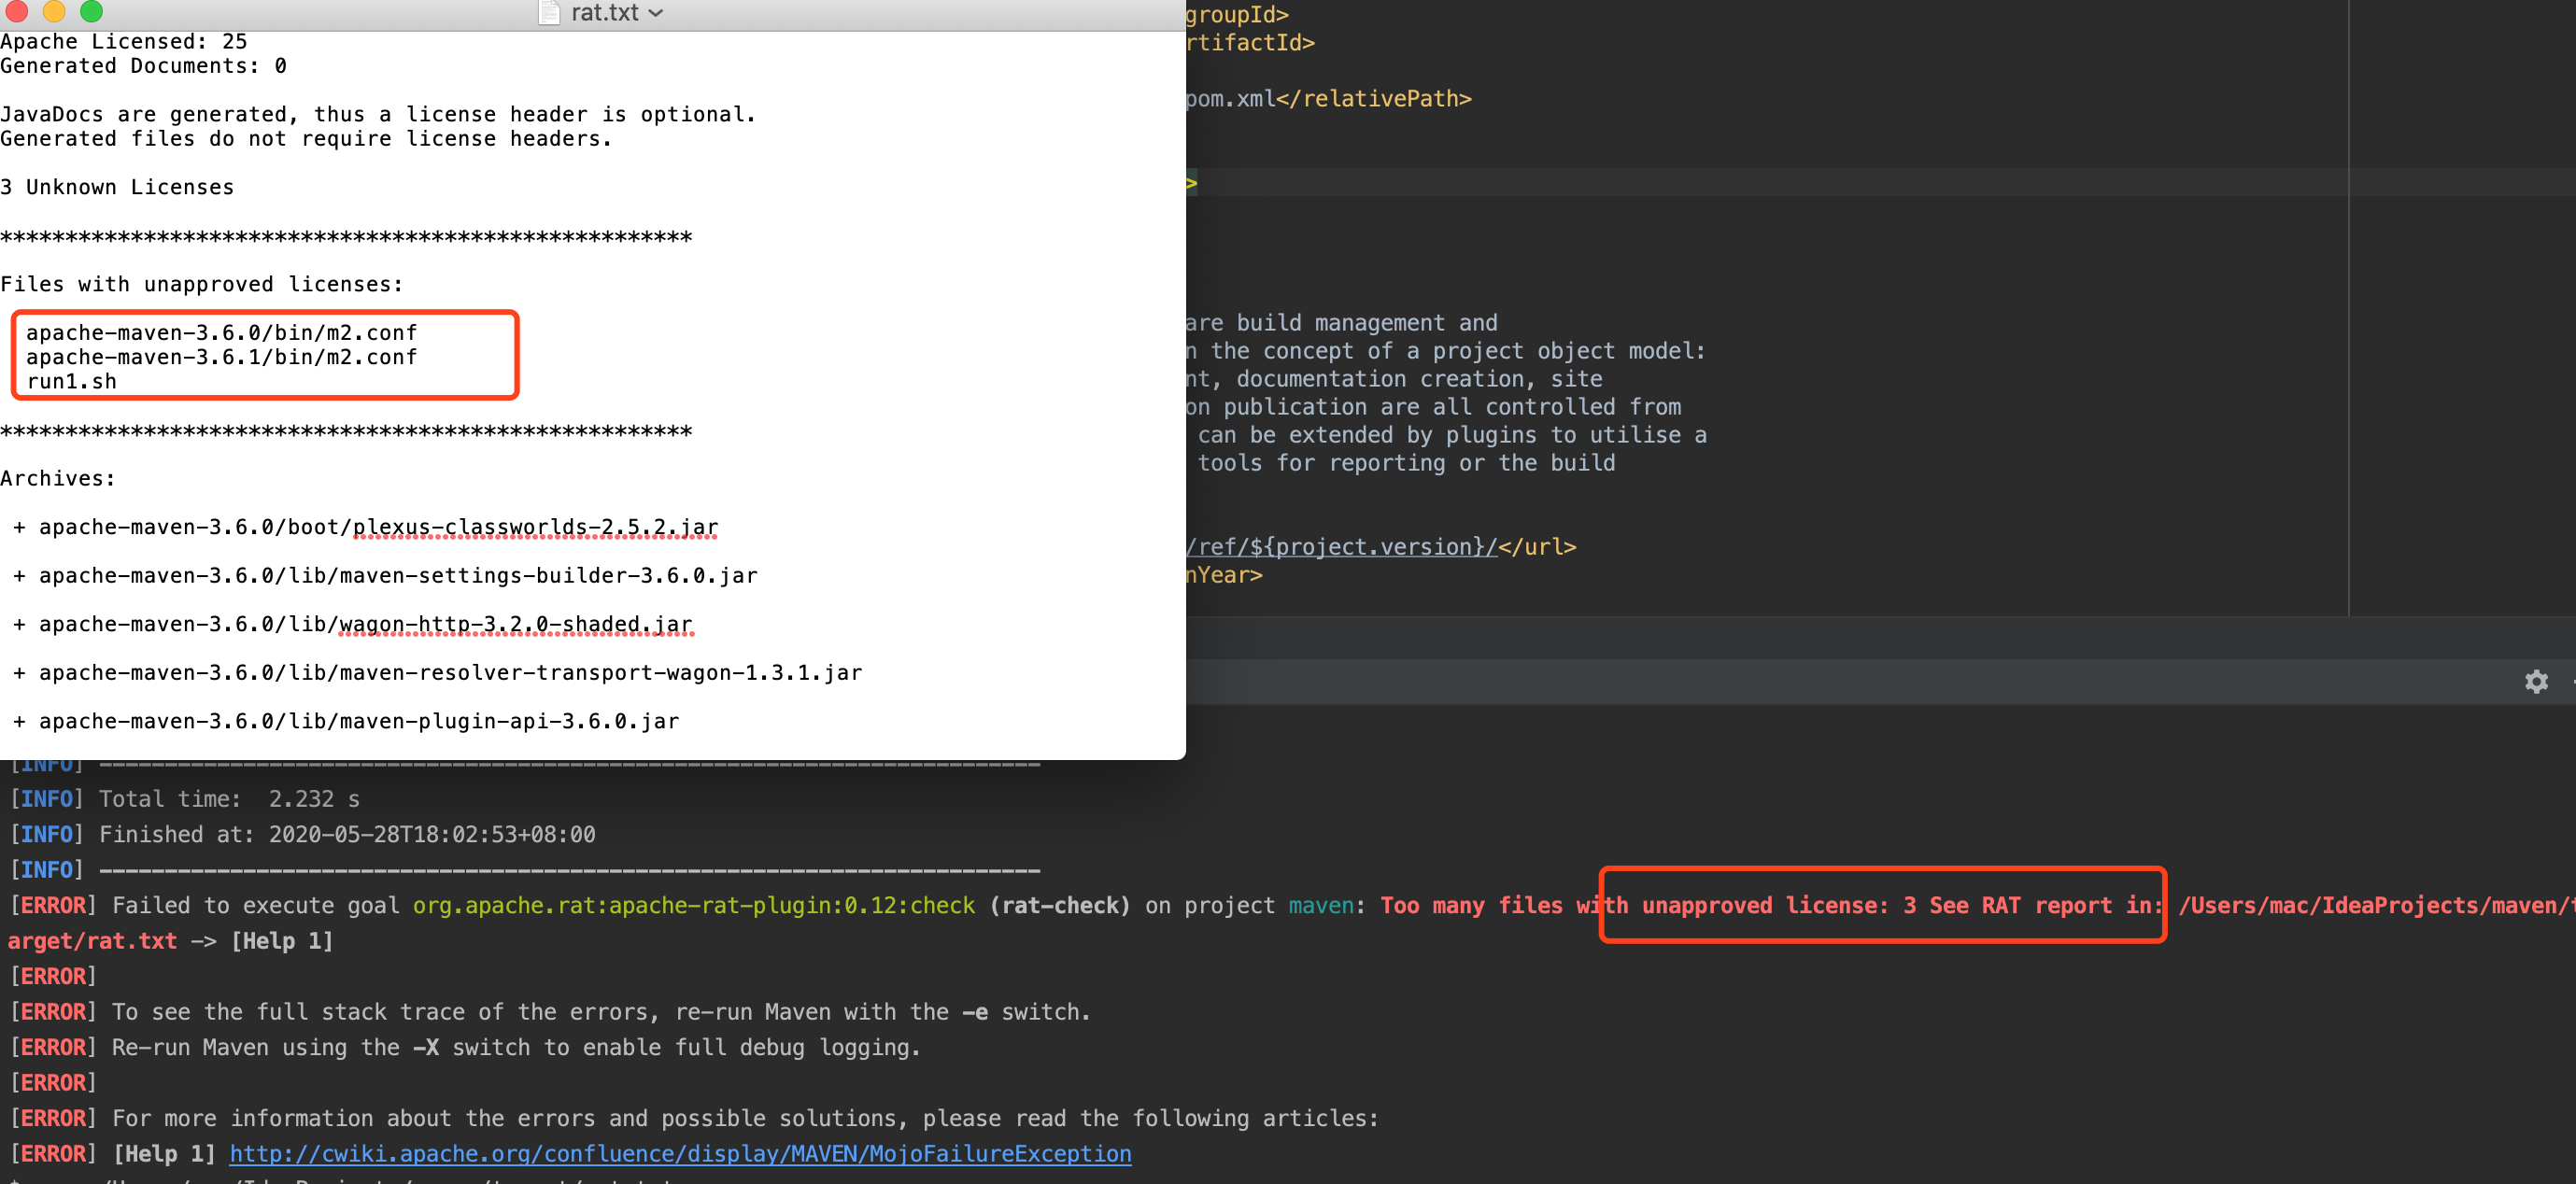 rat.txt
Apache Licensed: 25
Generated Documents: 0
JavaDocs are generated, thus a license header is optional.
Generated files do not require license headers.
3 Unknown Licenses
*****************************************************
Files with unapproved licenses:
apache-maven-3.6.0/bin/m2.conf
apache-maven-3.6.1/bin/m2.conf
run1.sh
*****************************************************
Archives:
+ apache-maven-3.6.0/boot/plexus-classworlds-2.5.2.jar
+ apache-maven-3.6.0/lib/maven-settings-builder-3.6.0.jar
+ apache-maven-3.6.0/lib/wagon-http-3.2.0-shaded.jar
+ apache-maven-3.6.0/lib/maven-resolver-transport-wagon-1.3.1.jar
+ apache-maven-3.6.0/lib/maven-plugin-api-3.6.0.jar
groupId>
rtifactId>
pom.xml</relativePath>
>
are build management and
n the concept of a project object model:
nt, documentation creation, site
on publication are all controlled from
can be extended by plugins to utilise a
tools for reporting or the build
/ref/${project.version}/</url>
nYear>
[INFO] ------------------------------------------------------------------------
[INFO] Total time:  2.232 s
[INFO] Finished at: 2020-05-28T18:02:53+08:00
[INFO] ------------------------------------------------------------------------
[ERROR] Failed to execute goal org.apache.rat:apache-rat-plugin:0.12:check (rat-check) on project maven: Too many files with unapproved license: 3 See RAT report in: /Users/mac/IdeaProjects/maven/t
arget/rat.txt -> [Help 1]
[ERROR]
[ERROR] To see the full stack trace of the errors, re-run Maven with the -e switch.
[ERROR] Re-run Maven using the -X switch to enable full debug logging.
[ERROR]
[ERROR] For more information about the errors and possible solutions, please read the following articles:
[ERROR] [Help 1] http://cwiki.apache.org/confluence/display/MAVEN/MojoFailureException